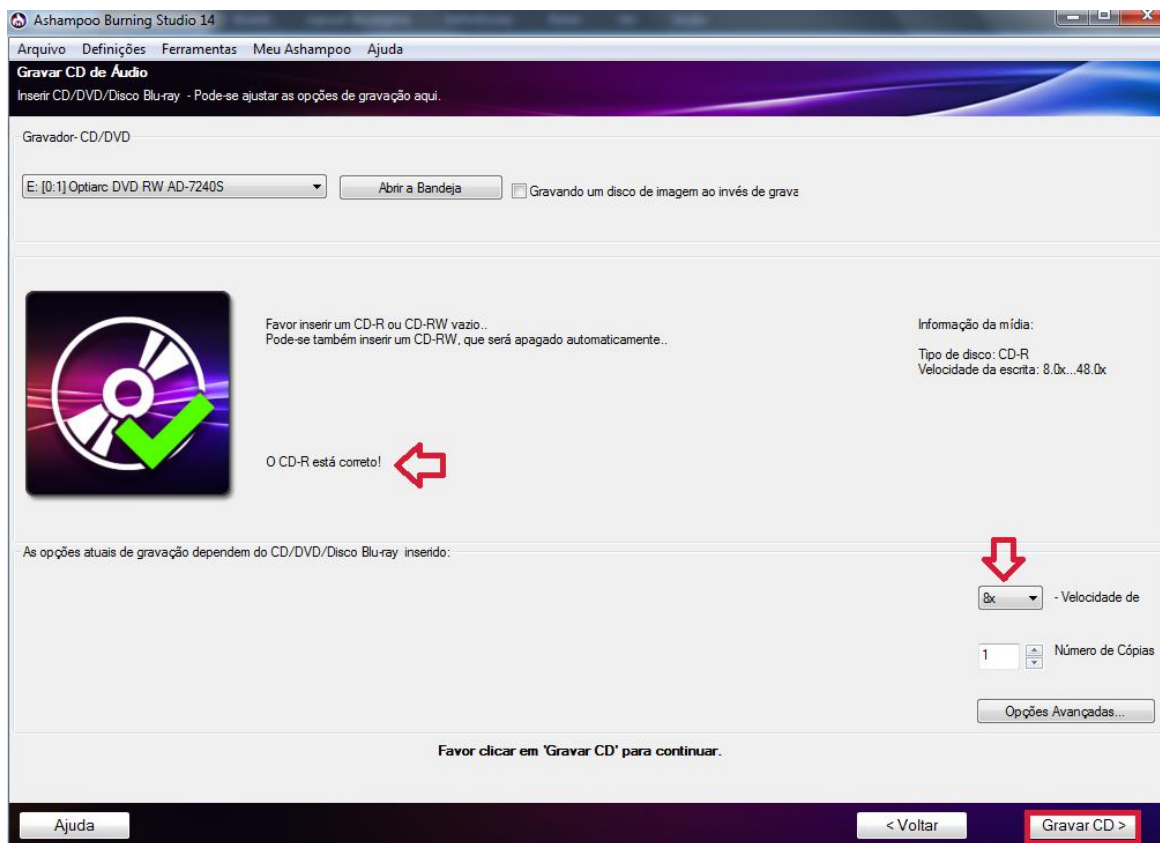 Ashampoo Burning Studio 14
Arquivo Definições Ferramentas Meu Ashampoo Ajuda
Gravar CD de Áudio
Inserir CD/DVD/Disco Blu-ray - Pode-se ajustar as opções de gravação aqui.
Gravador- CD/DVD
E: [0:1] Optiarc DVD RW AD-7240S
Abrir a Bandeja
Gravando um disco de imagem ao invés de grava
Favor inserir um CD-R ou CD-RW vazio..
Pode-se também inserir um CD-RW, que será apagado automaticamente..
Informação da mídia:
Tipo de disco: CD-R
Velocidade da escrita: 8.0x...48.0x
O CD-R está correto!
As opções atuais de gravação dependem do CD/DVD/Disco Blu-ray inserido:
8x - Velocidade de
1 Número de Cópias
Opções Avançadas...
Favor clicar em 'Gravar CD' para continuar.
Ajuda
< Voltar
Gravar CD >